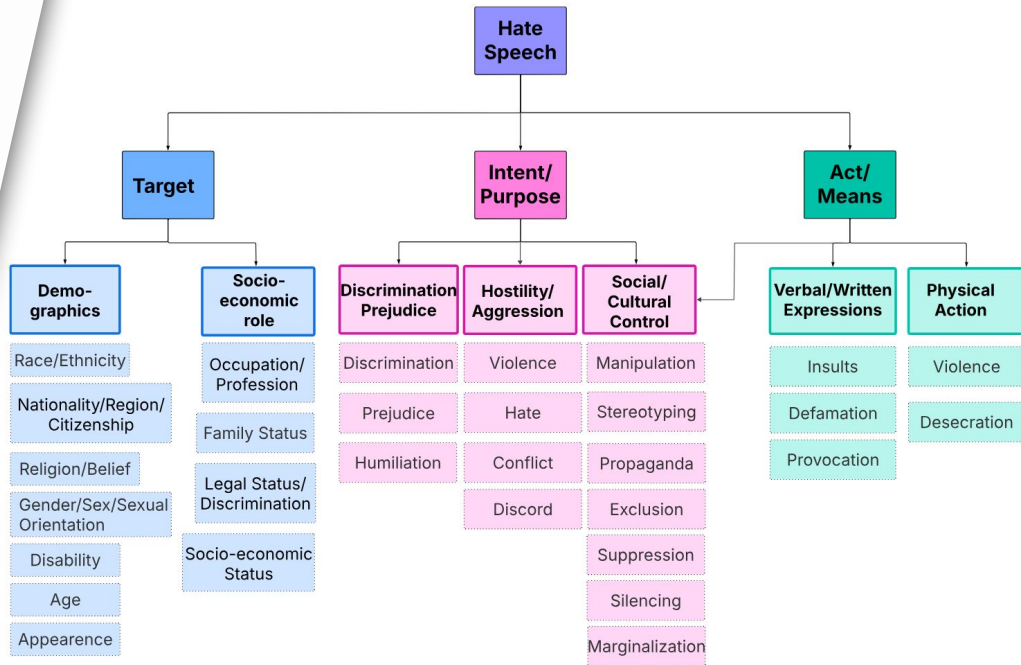 Hate
Speech
Target
Intent/
Purpose
Act/
Means
Demo-
graphics
Socio-
economic
role
Discrimination
Prejudice
Hostility/
Aggression
Social/
Cultural
Control
Verbal/Written
Expressions
Physical
Action
Race/Ethnicity
Nationality/Region/
Citizenship
Religion/Belief
Gender/Sex/Sexual
Orientation
Disability
Age
Appearence
Occupation/
Profession
Family Status
Legal Status/
Discrimination
Socio-economic
Status
Discrimination
Prejudice
Humiliation
Violence
Hate
Conflict
Discord
Manipulation
Stereotyping
Propaganda
Exclusion
Suppression
Silencing
Marginalization
Insults
Defamation
Provocation
Violence
Desecration